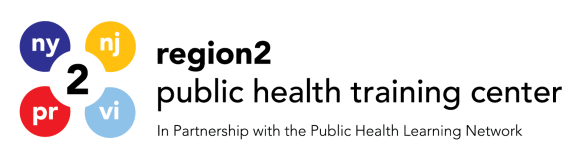 ny nj
2
pr vi
region2
public health training center
In Partnership with the Public Health Learning Network